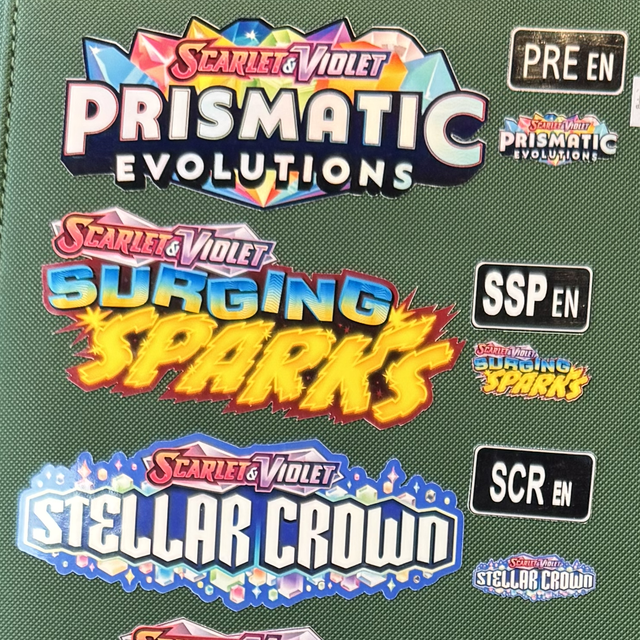 SCARLET & VIOLET
PRISMATIC
EVOLUTIONS
PRE EN
SCARLET & VIOLET
PRISMATIC
EVOLUTIONS
SCARLET & VIOLET
SURGING
SPARKS
SSP EN
SCARLET & VIOLET
SURGING
SPARKS
SCARLET & VIOLET
STELLAR CROWN
SCR EN
SCARLET & VIOLET
STELLAR CROWN